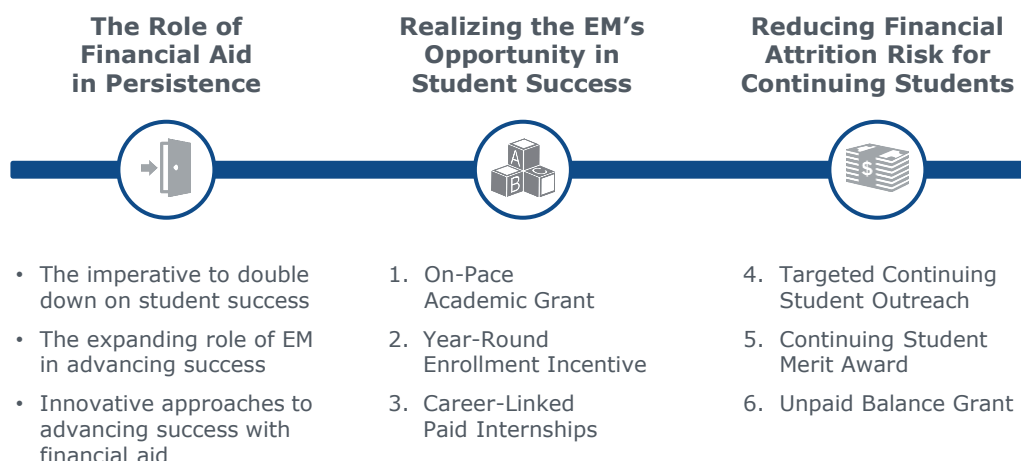 The Role of
Financial Aid
in Persistence
• The imperative to double
down on student success
• The expanding role of EM
in advancing success
• Innovative approaches to
advancing success with
financial aid
Realizing the EM’s
Opportunity in
Student Success
A
B
C
1. On-Pace
Academic Grant
2. Year-Round
Enrollment Incentive
3. Career-Linked
Paid Internships
Reducing Financial
Attrition Risk for
Continuing Students
$
4. Targeted Continuing
Student Outreach
5. Continuing Student
Merit Award
6. Unpaid Balance Grant